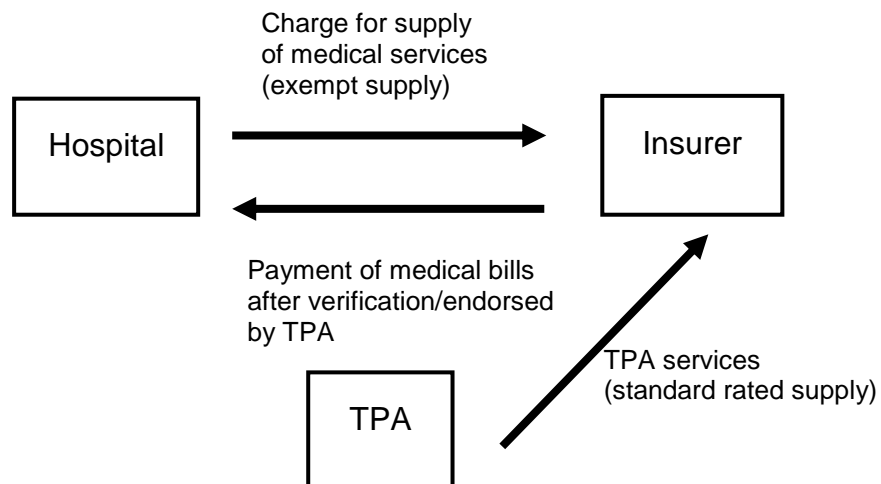 Charge for supply
of medical services
(exempt supply)
Hospital
Insurer
Payment of medical bills
after verification/endorsed
by TPA
TPA services
(standard rated supply)
TPA